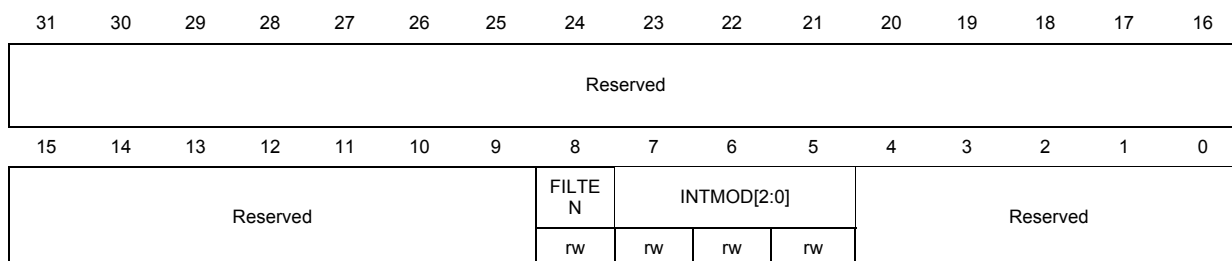 31 30 29 28 27 26 25 24 23 22 21 20 19 18 17 16
Reserved
15 14 13 12 11 10 9 8 7 6 5 4 3 2 1 0
Reserved FILTE INTMOD[2:0] Reserved
N
rw rw rw rw